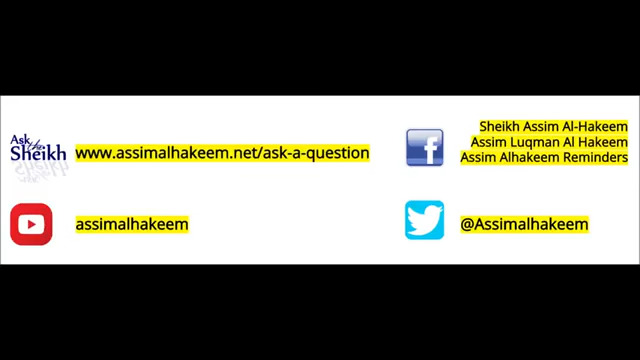 Ask
the
Sheikh
www.assimalhakeem.net/ask-a-question
Sheikh Assim Al-Hakeem
Assim Luqman Al Hakeem
Assim Alhakeem Reminders
assimalhakeem
@Assimalhakeem